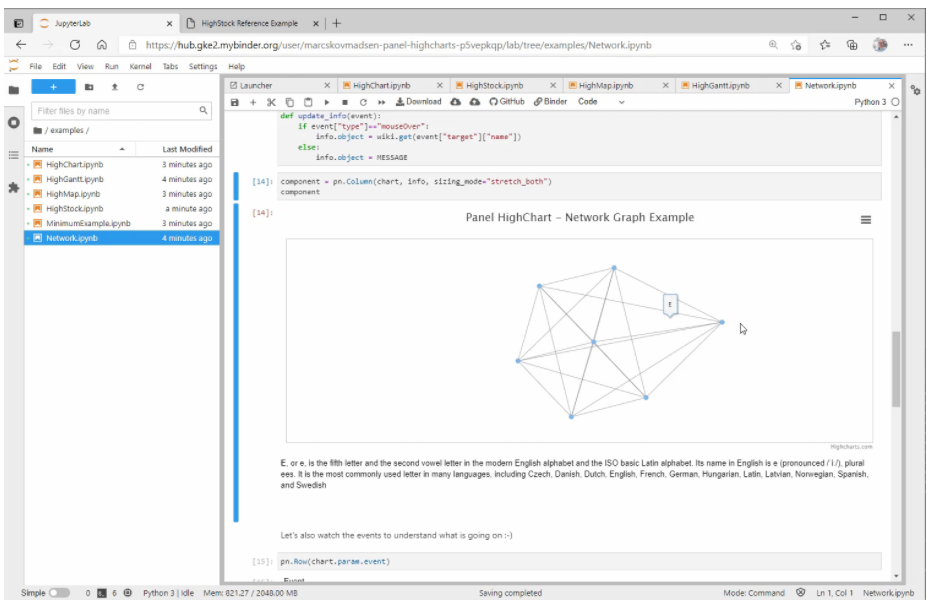 JupyterLab
HighStock Reference Example
https://hub.gke2.mybinder.org/user/marcskovmadsen-panel-highcharts-p5vepkqp/lab/tree/examples/Network.ipynb
File Edit View Run Kernel Tabs Settings Help
Filter files by name
/ examples /
Name Last Modified
HighChart.ipynb 3 minutes ago
HighGantt.ipynb 4 minutes ago
HighMap.ipynb 3 minutes ago
HighStock.ipynb a minute ago
MinimumExample.ipynb 3 minutes ago
Network.ipynb 4 minutes ago
Launcher HighChart.ipynb HighStock.ipynb HighMap.ipynb HighGantt.ipynb Network.ipynb
Download GitHub Binder Code Python 3
def update_info(event):
if event["type"]=="mouseOver":
info.object = wiki.get(event["target"]["name"])
else:
info.object = MESSAGE
[14]: component = pn.Column(chart, info, sizing_mode="stretch_both")
component
[14]:
Panel HighChart – Network Graph Example
E
Highcharts.com
E, or e, is the fifth letter and the second vowel letter in the modern English alphabet and the ISO basic Latin alphabet. Its name in English is e (pronounced / iː/), plural
ees. It is the most commonly used letter in many languages, including Czech, Danish, Dutch, English, French, German, Hungarian, Latin, Latvian, Norwegian, Spanish,
and Swedish
Let's also watch the events to understand what is going on :-)
[15]: pn.Row(chart.param.event)
Event
Simple 0 6 Python 3 | Idle Mem: 821.27 / 2048.00 MB Saving completed Mode: Command Ln 1, Col 1 Network.ipynb